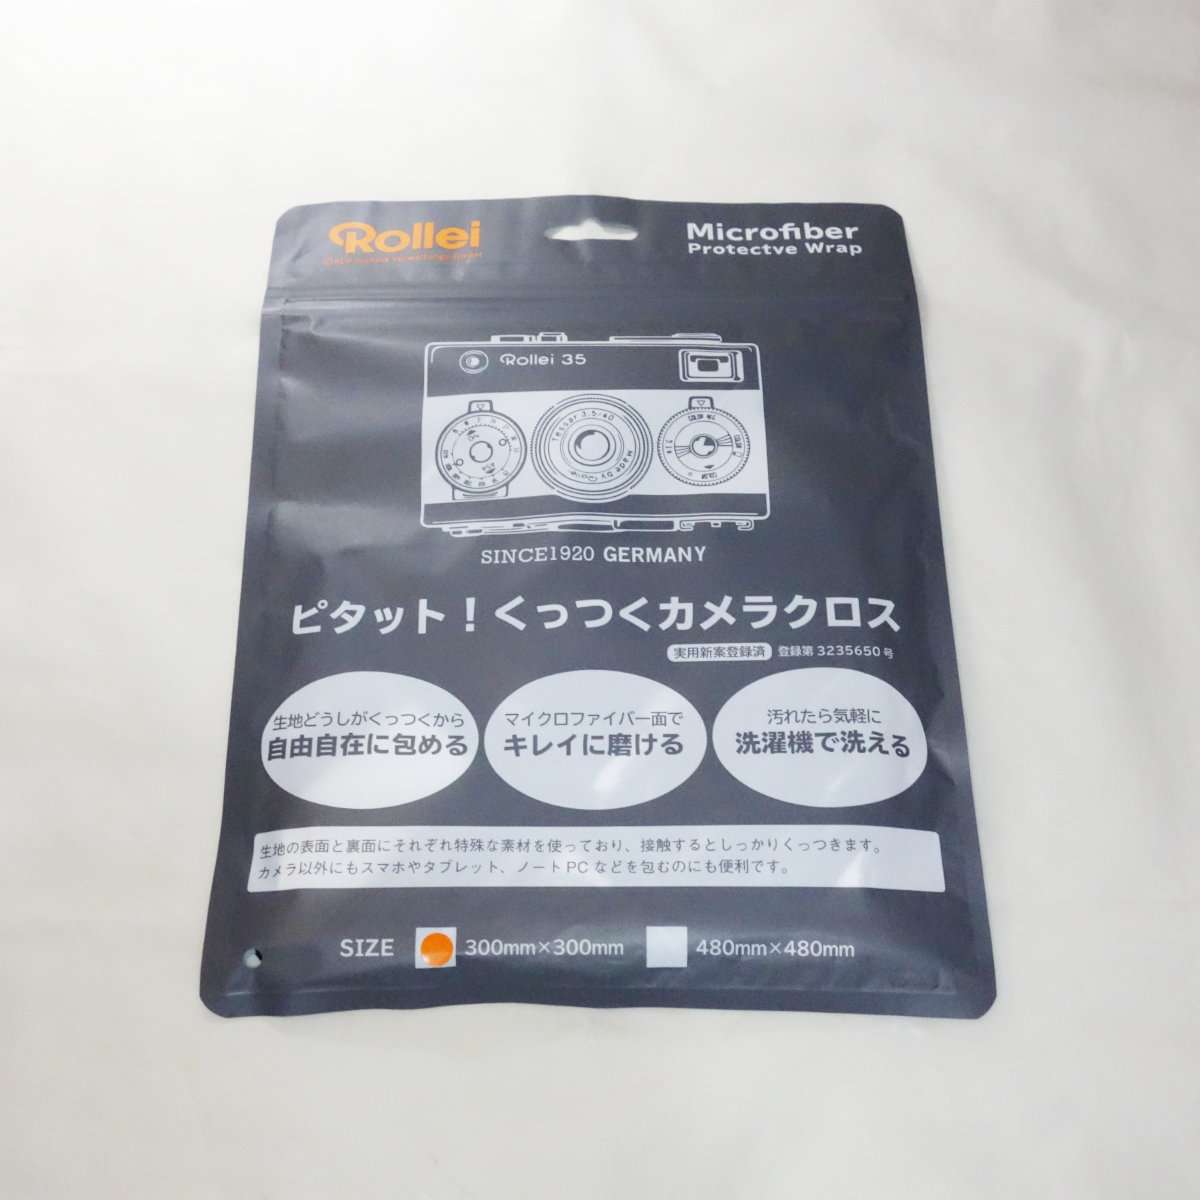 Rollei
Microfiber
Protectve Wrap
Rollei 35
Tessar 3.5/40
Made by Rollei
SINCE1920 GERMANY
ピタット！くっつくカメラクロス
実用新案登録済 登録第3235650号
生地どうしがくっつくから
自由自在に包める
マイクロファイバー面で
キレイに磨ける
汚れたら気軽に
洗濯機で洗える
生地の表面と裏面にそれぞれ特殊な素材を使っており、接触するとしっかりくっつきます。
カメラ以外にもスマホやタブレット、ノートPCなどを包むのにも便利です。
SIZE 300mm×300mm 480mm×480mm